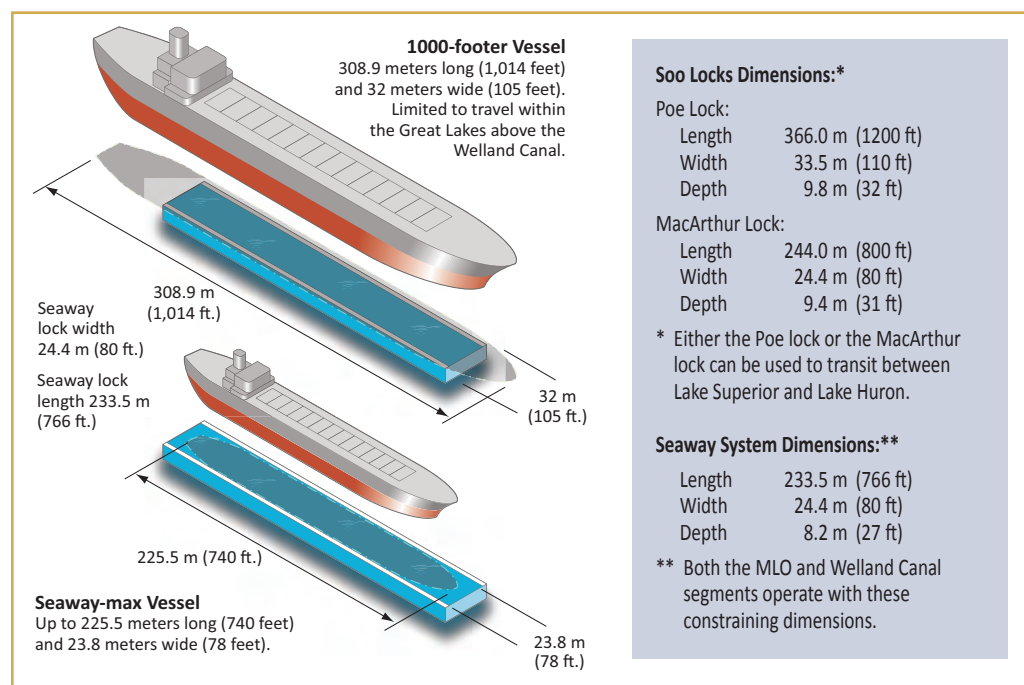 1000-footer Vessel
308.9 meters long (1,014 feet)
and 32 meters wide (105 feet).
Limited to travel within
the Great Lakes above the
Welland Canal.
308.9 m
(1,014 ft.)
32 m
(105 ft.)
Seaway
lock width
24.4 m (80 ft.)
Seaway lock
length 233.5 m
(766 ft.)
225.5 m (740 ft.)
23.8 m
(78 ft.)
Seaway-max Vessel
Up to 225.5 meters long (740 feet)
and 23.8 meters wide (78 feet).
Soo Locks Dimensions:*
Poe Lock:
Length 366.0 m (1200 ft)
Width 33.5 m (110 ft)
Depth 9.8 m (32 ft)
MacArthur Lock:
Length 244.0 m (800 ft)
Width 24.4 m (80 ft)
Depth 9.4 m (31 ft)
* Either the Poe lock or the MacArthur
lock can be used to transit between
Lake Superior and Lake Huron.
Seaway System Dimensions:**
Length 233.5 m (766 ft)
Width 24.4 m (80 ft)
Depth 8.2 m (27 ft)
** Both the MLO and Welland Canal
segments operate with these
constraining dimensions.